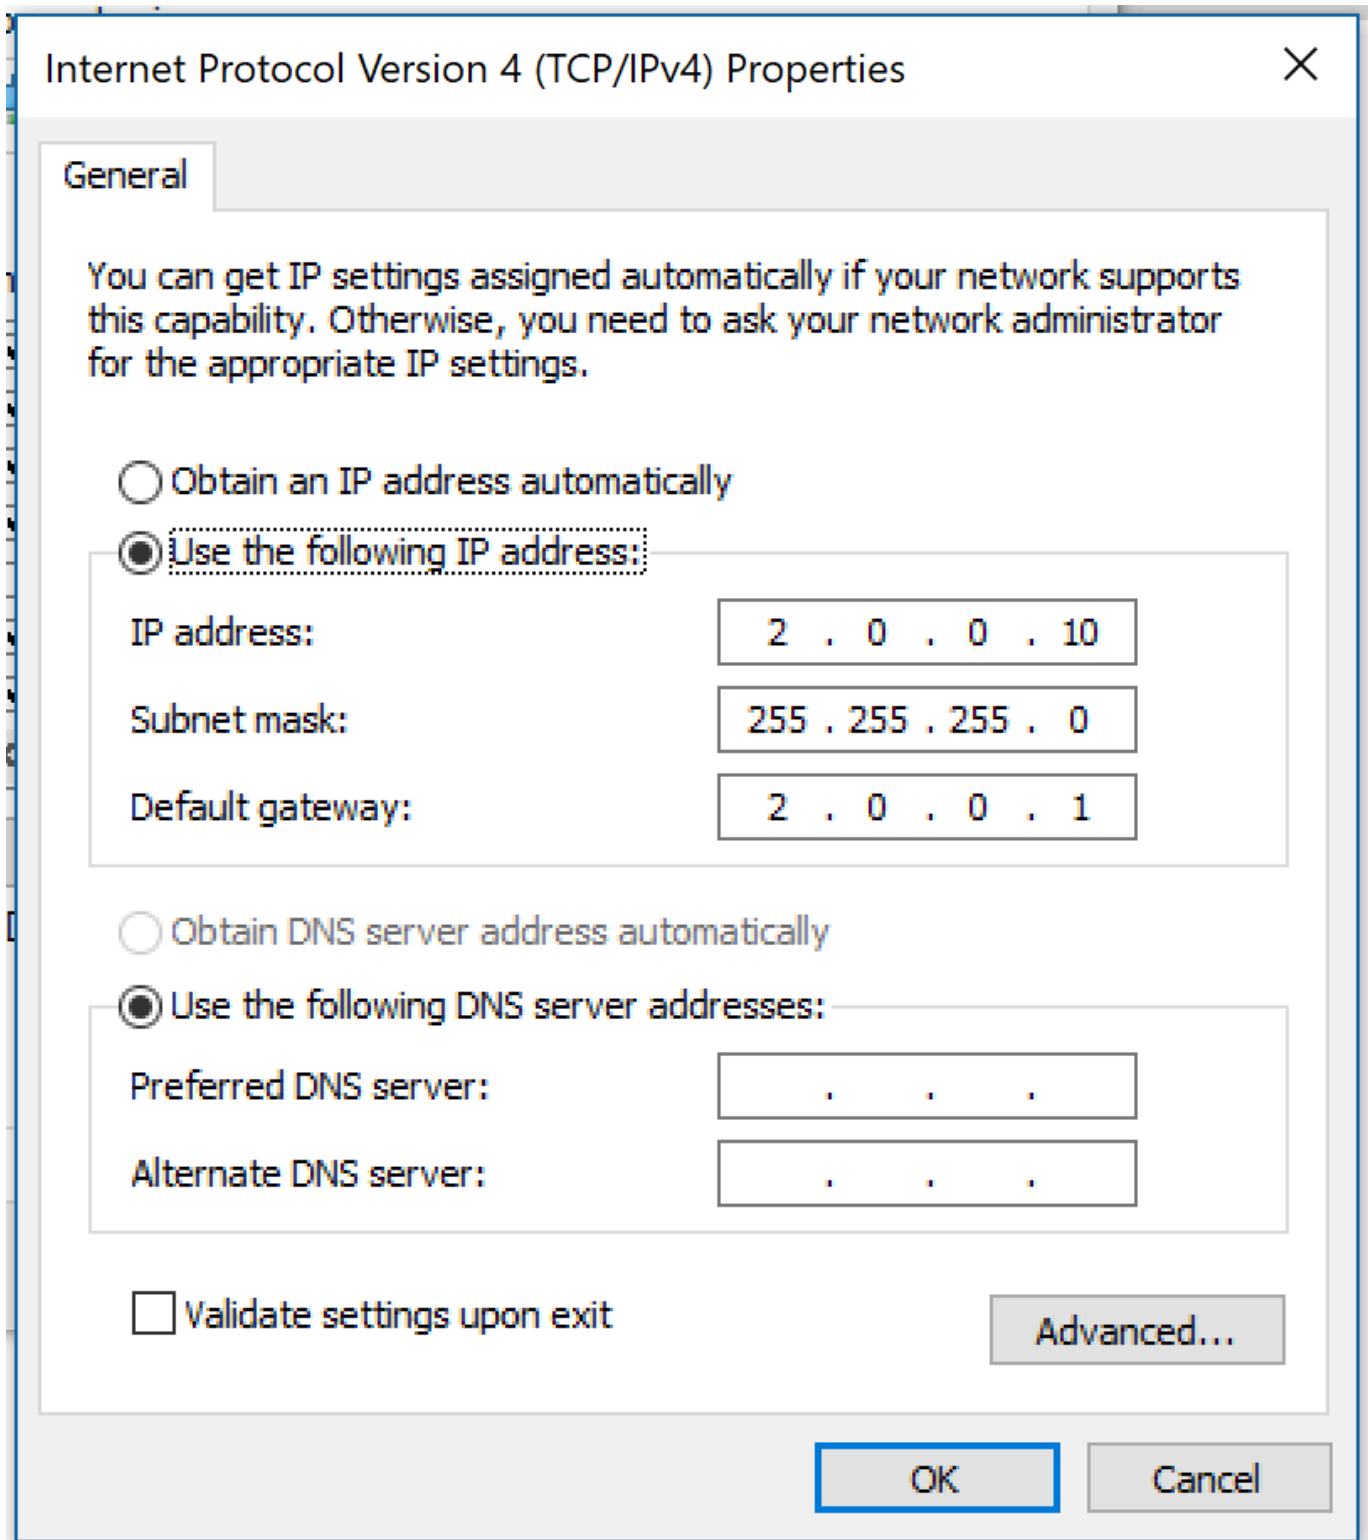 Internet Protocol Version 4 (TCP/IPv4) Properties
General
You can get IP settings assigned automatically if your network supports
this capability. Otherwise, you need to ask your network administrator
for the appropriate IP settings.
Obtain an IP address automatically
Use the following IP address:
IP address: 2 . 0 . 0 . 10
Subnet mask: 255 . 255 . 255 . 0
Default gateway: 2 . 0 . 0 . 1
Obtain DNS server address automatically
Use the following DNS server addresses:
Preferred DNS server: . . .
Alternate DNS server: . . .
Validate settings upon exit
Advanced...
OK Cancel